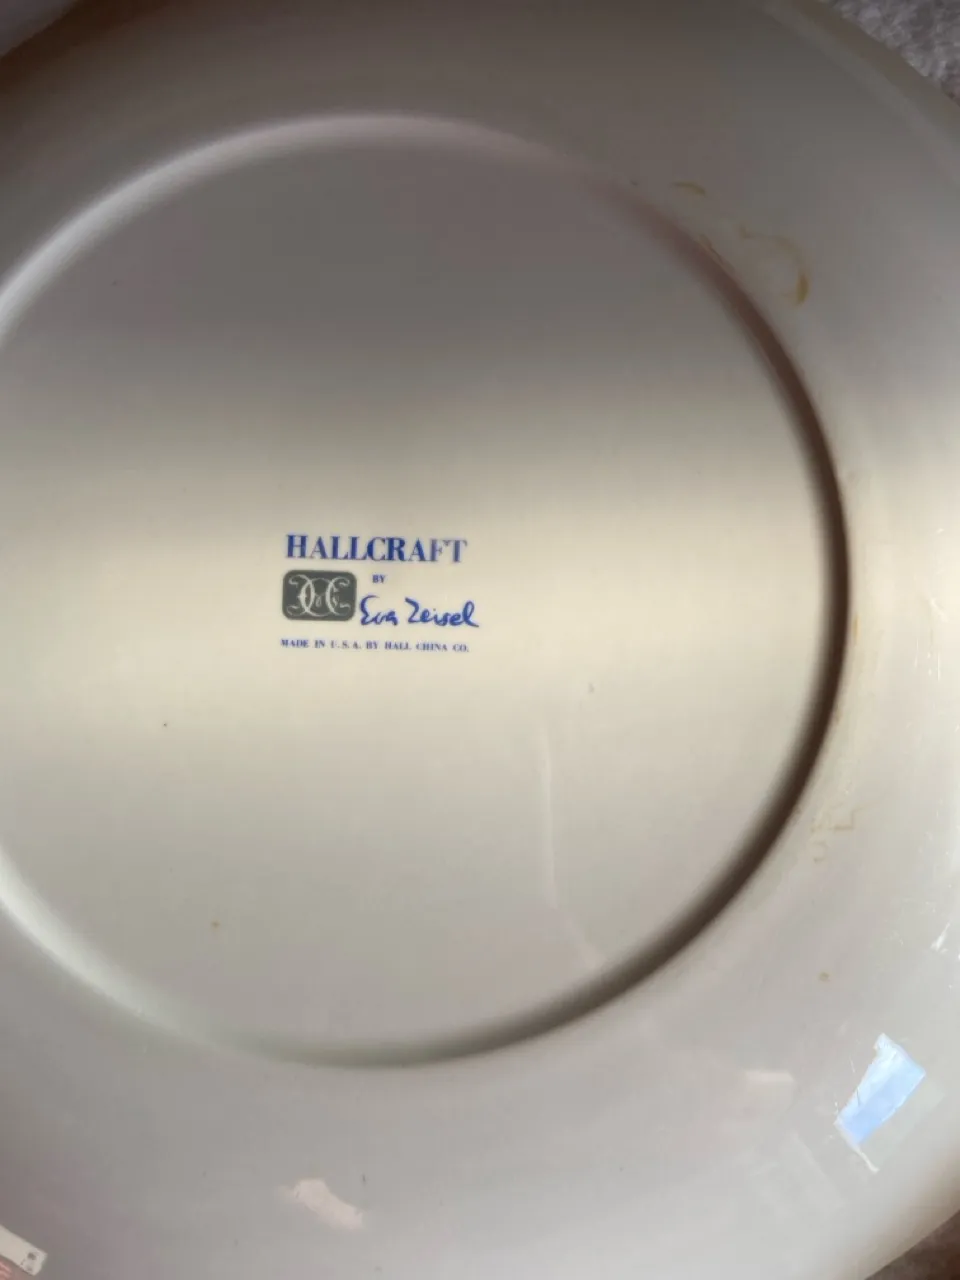 HALLCRAFT
BY
Eva Zeisel
MADE IN U.S.A. BY HALL CHINA CO.